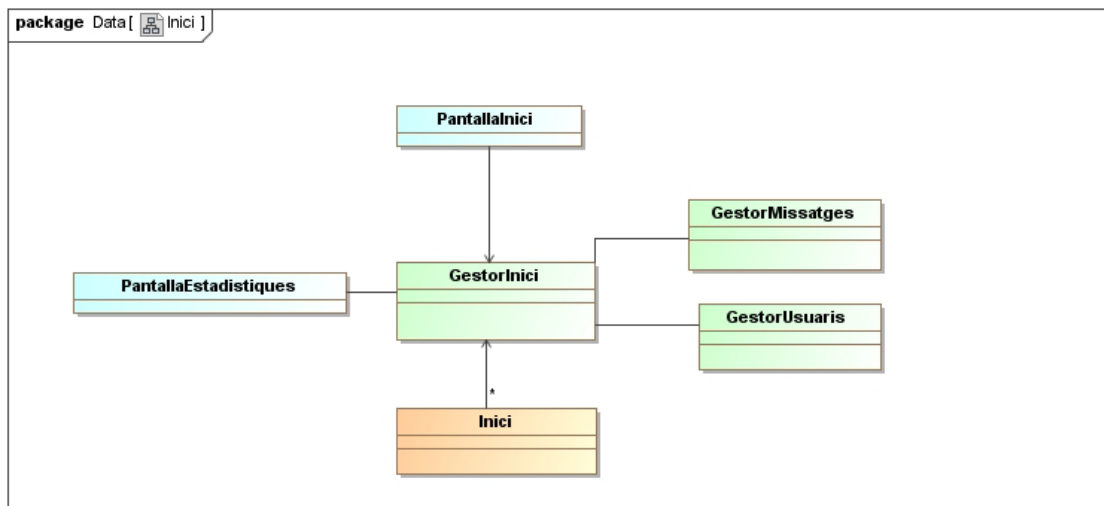 package Data [ Inici ]
PantallaInici
GestorMissatges
GestorInici
PantallaEstadistiques
GestorUsuaris
*
Inici